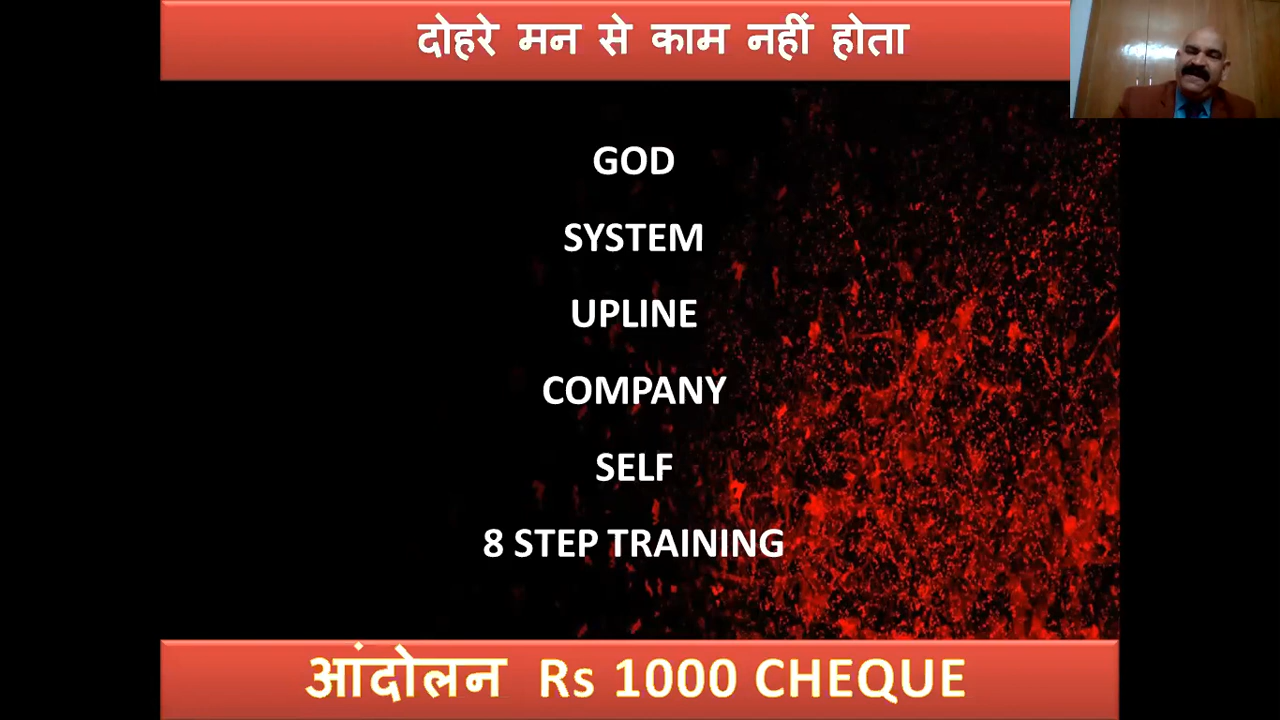 दोहरे मन से काम नहीं होता
GOD
SYSTEM
UPLINE
COMPANY
SELF
8 STEP TRAINING
आंदोलन Rs 1000 CHEQUE